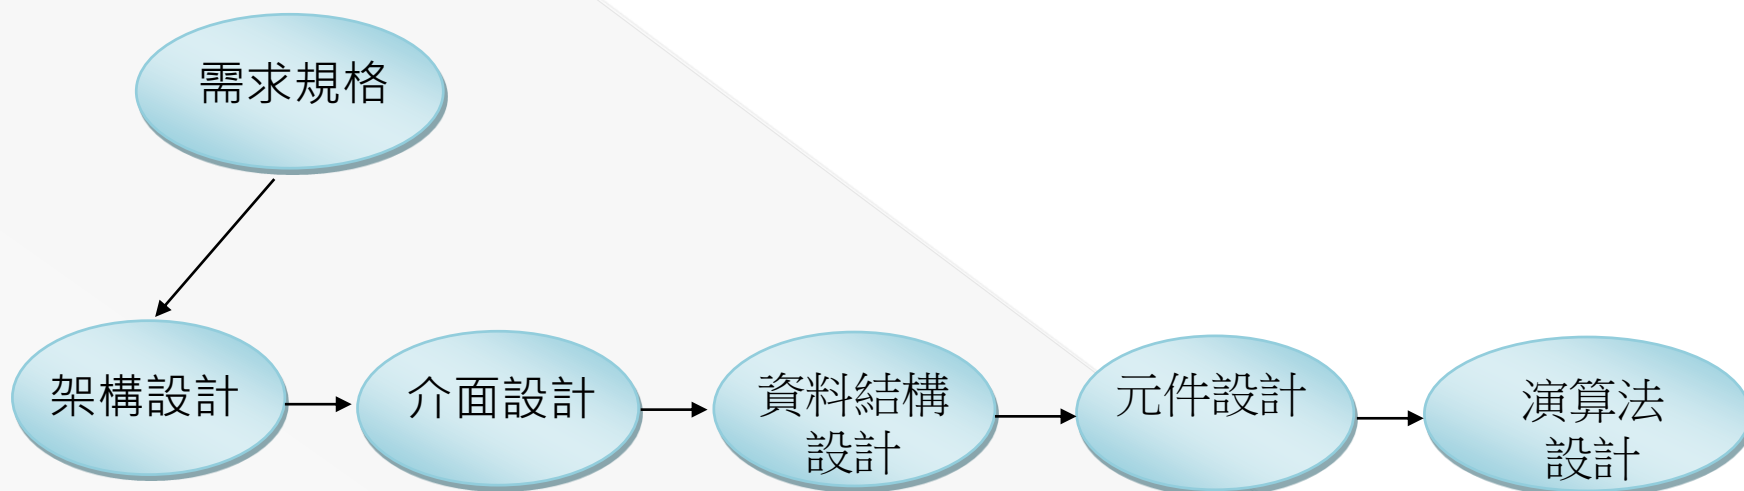 需求規格
架構設計
介面設計
資料結構
設計
元件設計
演算法
設計